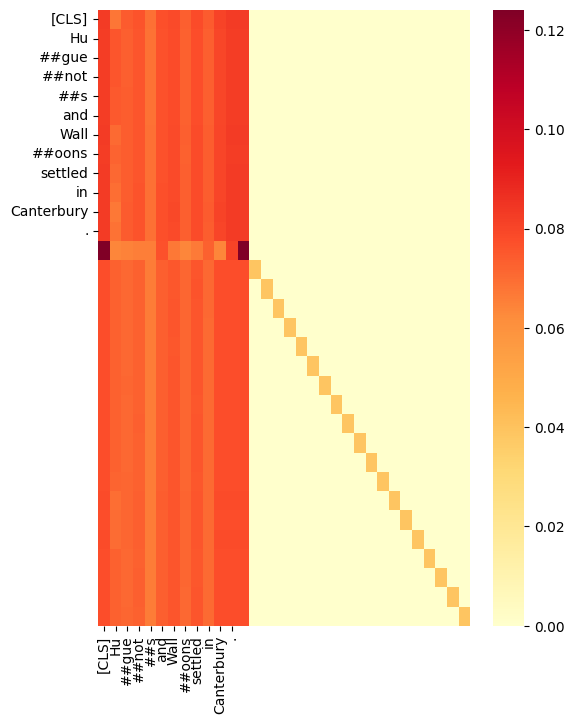 [CLS]
Hu
##gue
##not
##s
and
Wall
##oons
settled
in
Canterbury
.
0.12
0.10
0.08
0.06
0.04
0.02
0.00
[CLS]
Hu
##gue
##not
##s
and
Wall
##oons
settled
in
Canterbury
.